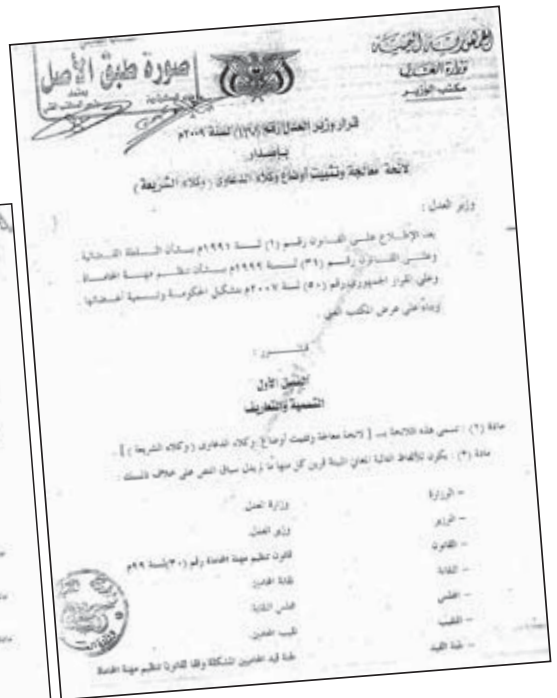 الجمهورية اليمنية
وزارة العدل
مكتب الوزير
صورة طبق الأصل
قرار وزير العدل رقم لسنة ٢٠٠٩م
بإصدار
لائحة معالجة وتثبيت أوضاع وكلاء الدعاوى (وكلاء الشريعة)
وزير العدل :
بعد الإطلاع على القانون رقم (١) لسنة ١٩٩١م بشأن السلطة القضائية .
وعلى القانون رقم (٣١) لسنة ١٩٩٩م بشأن تنظيم مهنة المحاماة .
وعلى القرار الجمهوري رقم (٥٠) لسنة ٢٠٠٧م بتشكيل الحكومة وتسمية أعضائها
وبناء على عرض المكتب الفني .
قــرر :
الأول
التسمية والتعاريف
مادة (١) : تسمى هذه اللائحة بـ [ لائحة معالجة وتثبيت أوضاع وكلاء الدعاوى (وكلاء الشريعة ) ] .
مادة (٢) : يكون للألفاظ التالية المعاني المبينة قرين كل منها ما لم يدل سياق النص على خلاف ذلك :
– الوزارة وزارة العدل
– الوزير وزير العدل
– القانون قانون تنظيم مهنة المحاماة رقم لسنة ٩٩م
– النقابة نقابة المحامين
– المجلس مجلس النقابة
– النقيب نقيب المحامين
– لجنة القيد لجنة قيد المحامين المشكلة وفقا لقانون تنظيم مهنة المحاماة